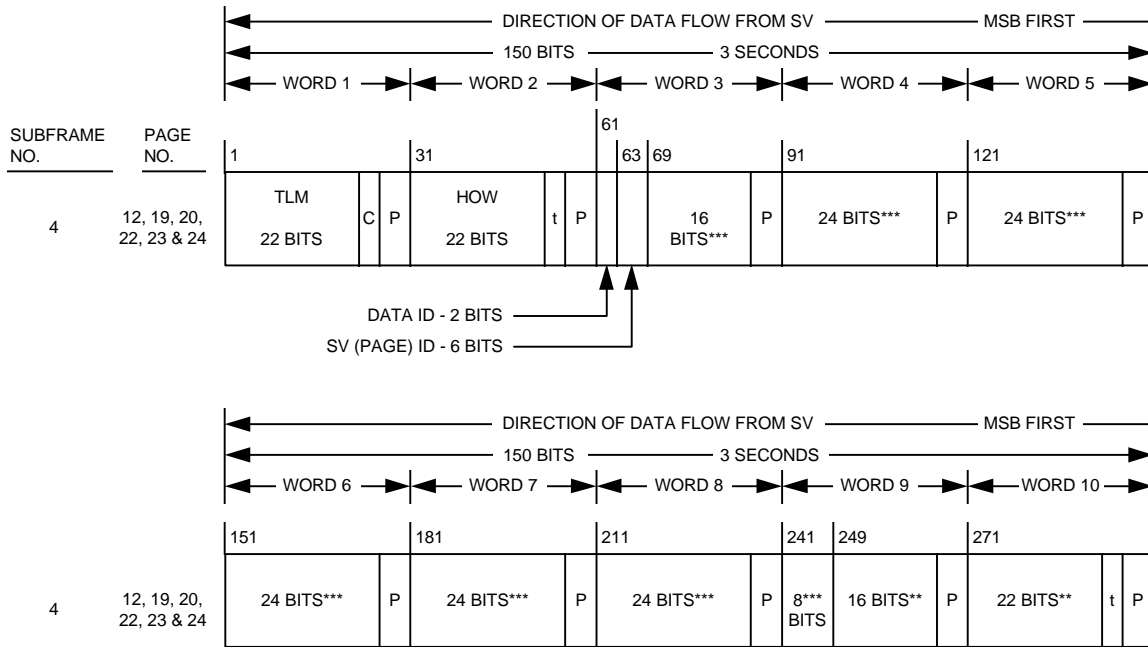 DIRECTION OF DATA FLOW FROM SV MSB FIRST
150 BITS 3 SECONDS
WORD 1 WORD 2 WORD 3 WORD 4 WORD 5
SUBFRAME NO.
PAGE NO.
1 31 61 63 69 91 121
4
12, 19, 20,
22, 23 & 24
TLM
22 BITS
C
P
HOW
22 BITS
t
P
16
BITS***
P
24 BITS***
P
24 BITS***
P
DATA ID - 2 BITS
SV (PAGE) ID - 6 BITS
DIRECTION OF DATA FLOW FROM SV MSB FIRST
150 BITS 3 SECONDS
WORD 6 WORD 7 WORD 8 WORD 9 WORD 10
151 181 211 241 249 271
4
12, 19, 20,
22, 23 & 24
24 BITS***
P
24 BITS***
P
24 BITS***
P
8***
BITS
16 BITS**
P
22 BITS**
t
P